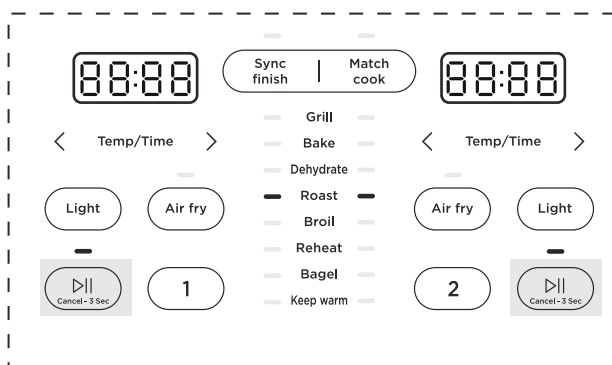 88:88
Sync finish
Match cook
88:88
Temp/Time
Temp/Time
Grill
Bake
Dehydrate
Roast
Broil
Reheat
Bagel
Keep warm
Light
Air fry
Air fry
Light
Cancel - 3 Sec
1
2
Cancel - 3 Sec